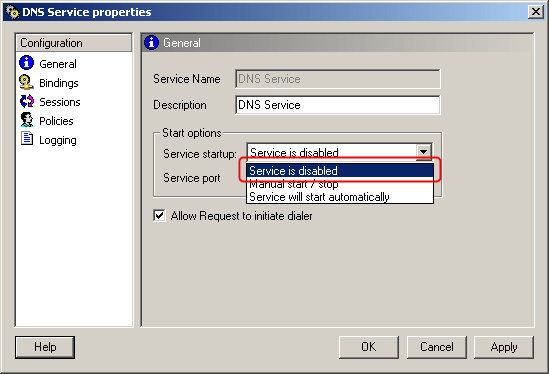 DNS Service properties
Configuration
General
Bindings
Sessions
Policies
Logging
General
Service Name DNS Service
Description DNS Service
Start options
Service startup: Service is disabled
Service is disabled
Service port
Manual start / stop
Service will start automatically
Allow Request to initiate dialer
Help OK Cancel Apply